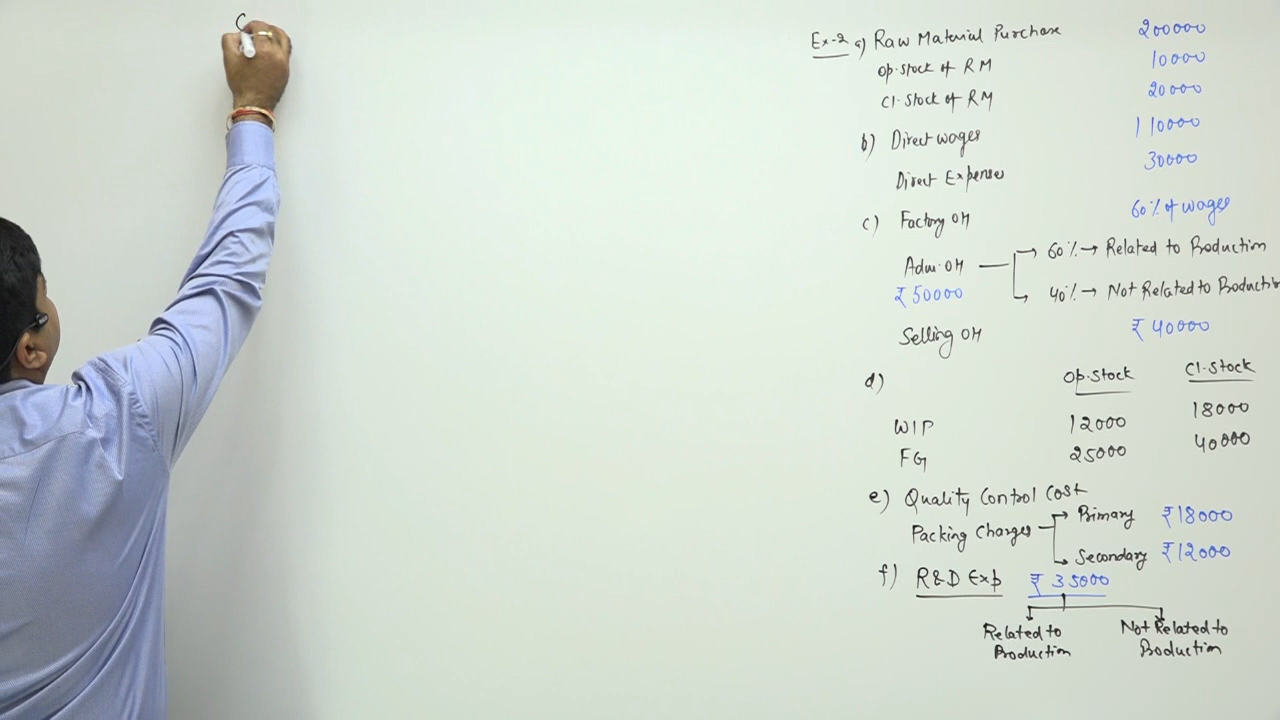 C
Ex-2 a) Raw Material Purchase 200000
Op. stock of RM 10000
Cl. Stock of RM 20000
b) Direct wages 110000
Direct Expenses 30000
c) Factory OH 60% of wages
Adm. OH → 60% → Related to Production
₹50000 → 40% → Not Related to Productio
Selling OH ₹40000
d) Op. Stock Cl. Stock
WIP 12000 18000
FG 25000 40000
e) Quality Control Cost
Packing Charges → Primary ₹18000
→ Secondary ₹12000
f) R&D Exp ₹35000
Related to Production
Not Related to Production